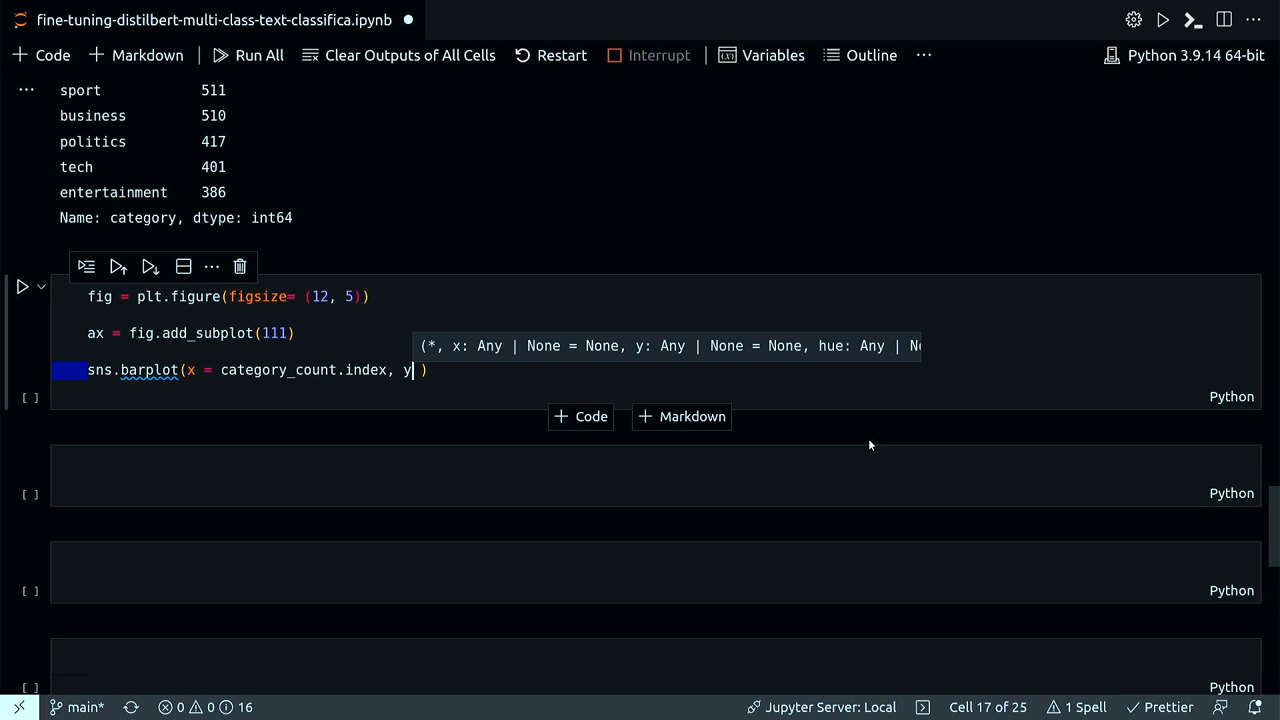 fine-tuning-distilbert-multi-class-text-classifica.ipynb
+ Code + Markdown Run All Clear Outputs of All Cells Restart Interrupt Variables Outline ... Python 3.9.14 64-bit
sport 511
business 510
politics 417
tech 401
entertainment 386
Name: category, dtype: int64
fig = plt.figure(figsize= (12, 5))
ax = fig.add_subplot(111)
(*, x: Any | None = None, y: Any | None = None, hue: Any | N
sns.barplot(x = category_count.index, y )
[ ] Python
+ Code + Markdown
[ ] Python
[ ] Python
[ ] Python
main* 0 0 16 Jupyter Server: Local Cell 17 of 25 1 Spell Prettier